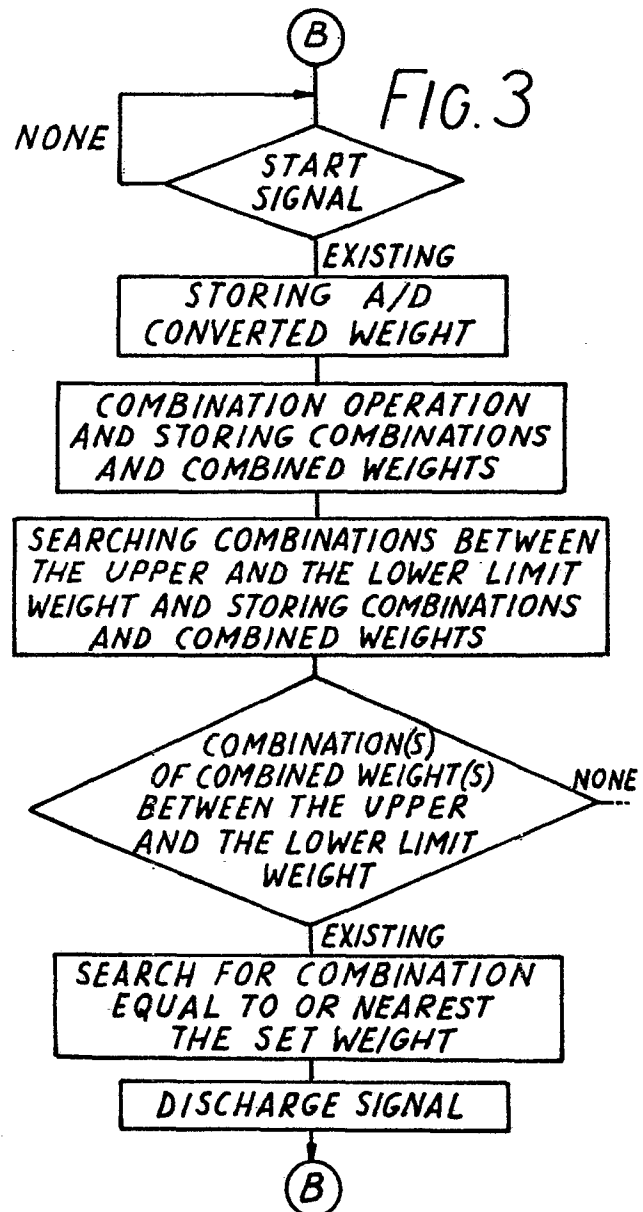 B
FIG. 3
NONE
START
SIGNAL
EXISTING
STORING A/D
CONVERTED WEIGHT
COMBINATION OPERATION
AND STORING COMBINATIONS
AND COMBINED WEIGHTS
SEARCHING COMBINATIONS BETWEEN
THE UPPER AND THE LOWER LIMIT
WEIGHT AND STORING COMBINATIONS
AND COMBINED WEIGHTS
COMBINATION(S)
OF COMBINED WEIGHT(S)
BETWEEN THE UPPER
AND THE LOWER LIMIT
WEIGHT
NONE
EXISTING
SEARCH FOR COMBINATION
EQUAL TO OR NEAREST
THE SET WEIGHT
DISCHARGE SIGNAL
B